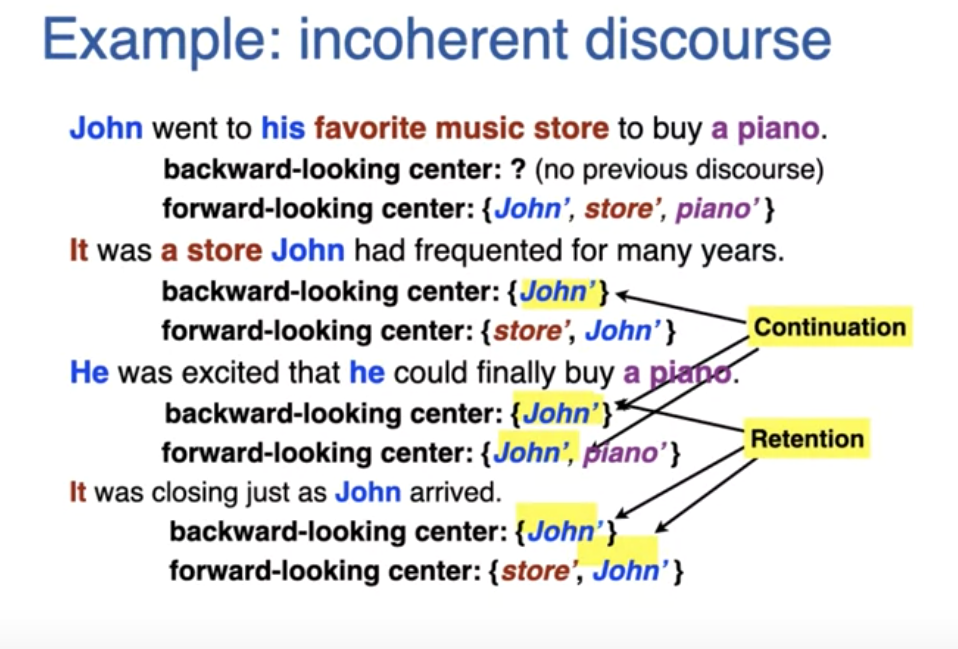 Example: incoherent discourse
John went to his favorite music store to buy a piano.
backward-looking center: ? (no previous discourse)
forward-looking center: {John’, store’, piano’ }
It was a store John had frequented for many years.
backward-looking center: {John’}
forward-looking center: {store’, John’ }
Continuation
He was excited that he could finally buy a piano.
backward-looking center: {John’}
forward-looking center: {John’, piano’ }
Retention
It was closing just as John arrived.
backward-looking center: {John’}
forward-looking center: {store’, John’ }